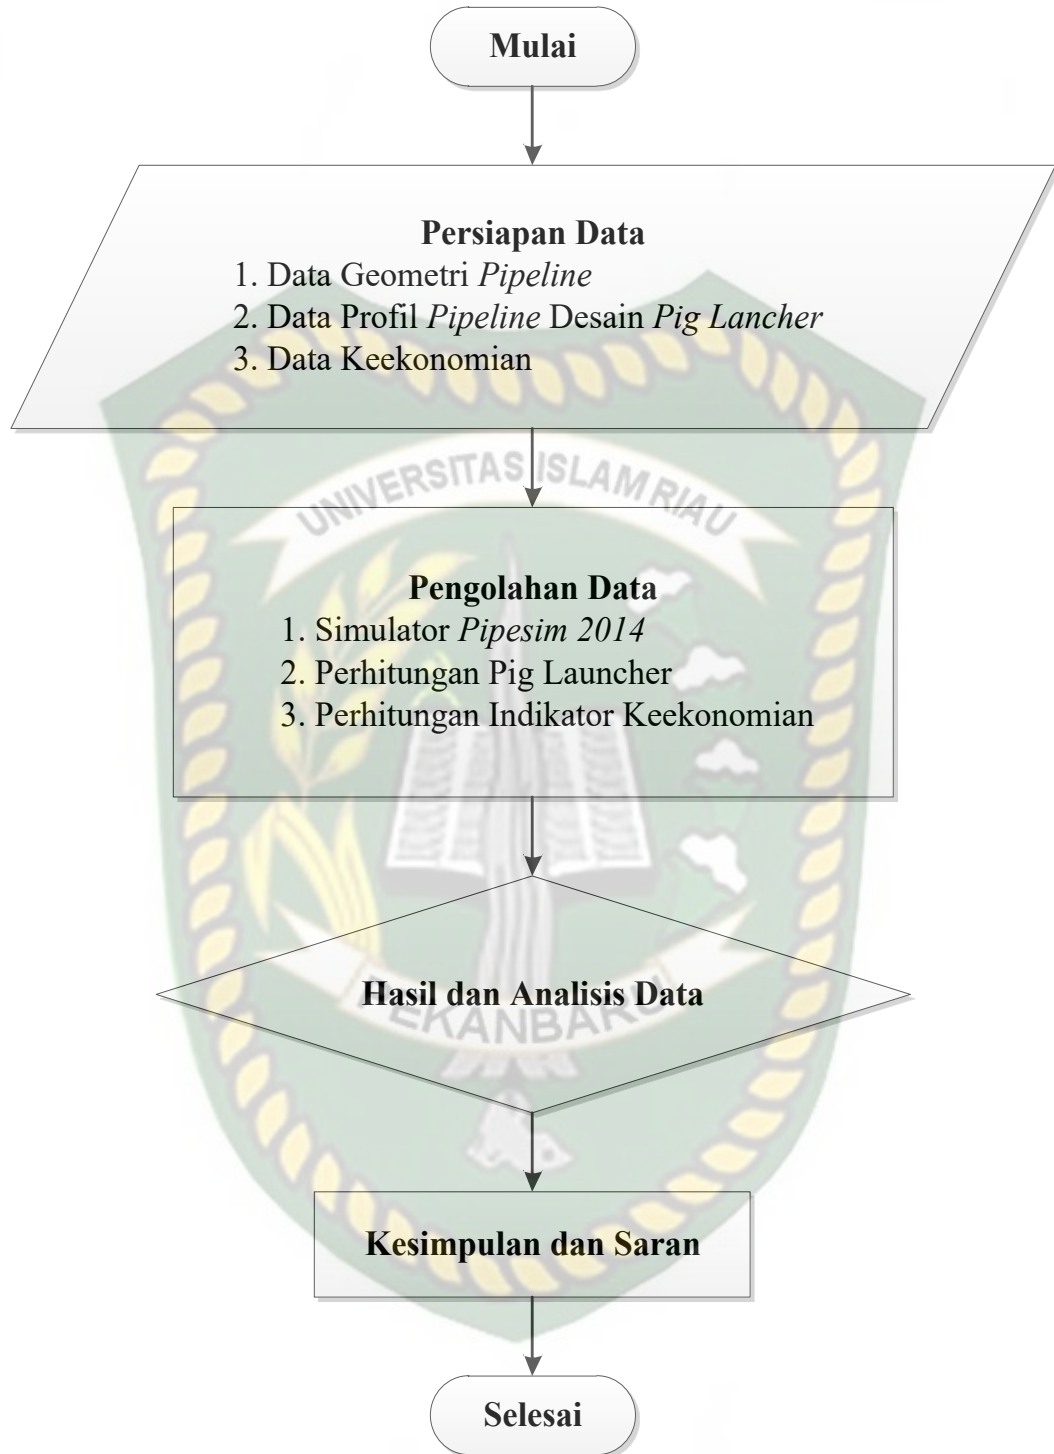 Mulai
Persiapan Data
1. Data Geometri Pipeline
2. Data Profil Pipeline Desain Pig Lancher
3. Data Keekonomian
UNIVERSITAS ISLAM RIAU
Pengolahan Data
1. Simulator Pipesim 2014
2. Perhitungan Pig Launcher
3. Perhitungan Indikator Keekonomian
Hasil dan Analisis Data
PEKANBARU
Kesimpulan dan Saran
Selesai